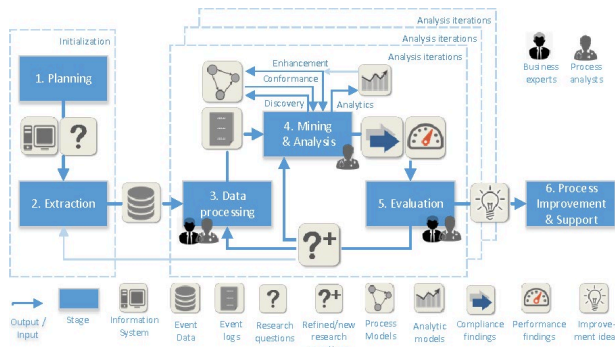 Analysis iterations
Analysis iterations
Analysis iterations
Initialization
1. Planning
Enhancement
Conformance
Discovery
Analytics
Business
experts
Process
analysts
4. Mining
& Analysis
?
2. Extraction
3. Data
processing
5. Evaluation
6. Process
Improvement
& Support
?+
?
?+
Output /
Input
Stage
Information
System
Event
Data
Event
logs
Research
questions
Refined/new
research
Process
Models
Analytic
models
Compliance
findings
Performance
findings
Improve-
ment ideas